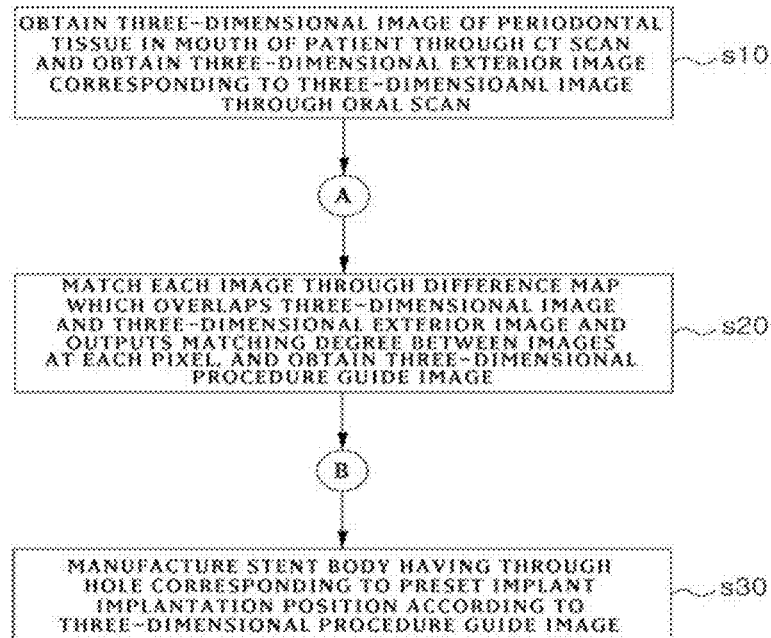 OBTAIN THREE-DIMENSIONAL IMAGE OF PERIODONTAL
TISSUE IN MOUTH OF PATIENT THROUGH CT SCAN
AND OBTAIN THREE-DIMENSIONAL EXTERIOR IMAGE
CORRESPONDING TO THREE-DIMENSIOANL IMAGE
THROUGH ORAL SCAN
s10
A
MATCH EACH IMAGE THROUGH DIFFERENCE MAP
WHICH OVERLAPS THREE-DIMENSIONAL IMAGE
AND THREE-DIMENSIONAL EXTERIOR IMAGE AND
OUTPUTS MATCHING DEGREE BETWEEN IMAGES
AT EACH PIXEL, AND OBTAIN THREE-DIMENSIONAL
PROCEDURE GUIDE IMAGE
s20
B
MANUFACTURE STENT BODY HAVING THROUGH
HOLE CORRESPONDING TO PRESET IMPLANT
IMPLANTATION POSITION ACCORDING TO
THREE-DIMENSIONAL PROCEDURE GUIDE IMAGE
s30